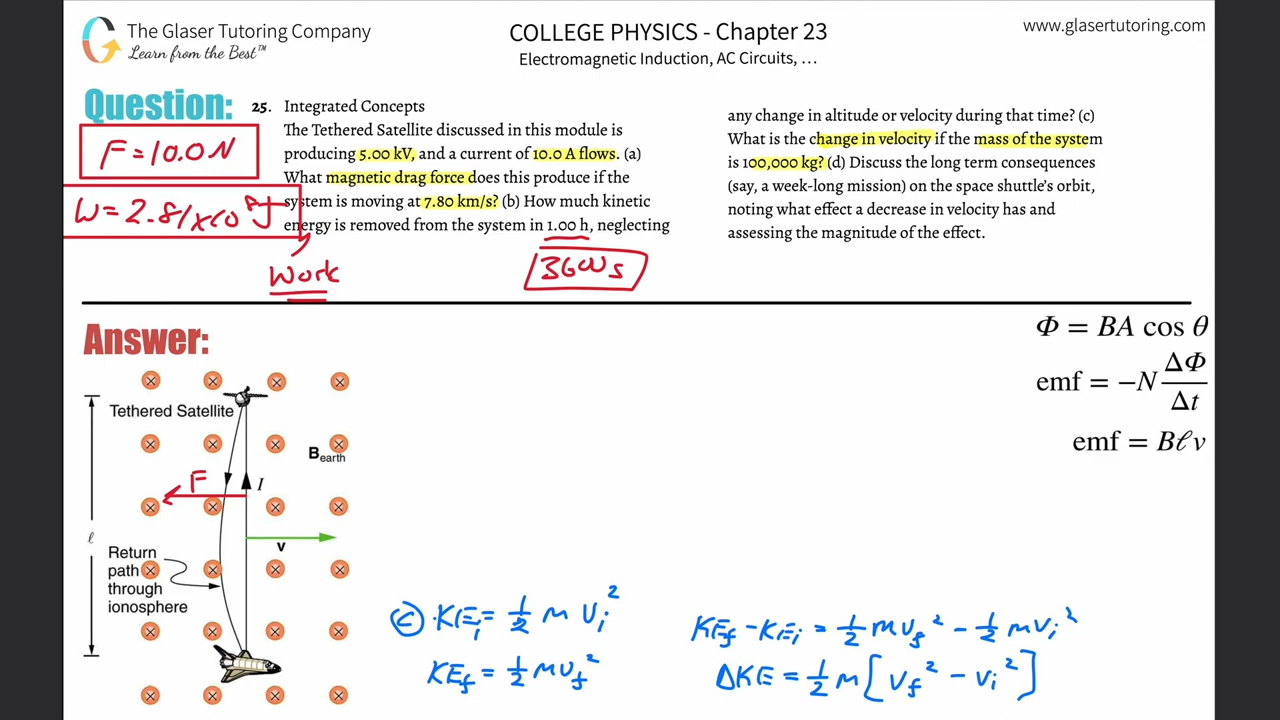 The Glaser Tutoring Company
Learn from the Best™
COLLEGE PHYSICS - Chapter 23
Electromagnetic Induction, AC Circuits, …
www.glasertutoring.com
Question:
F = 10.0 N
W = 2.81 x 10⁸ J
Work
25. Integrated Concepts
The Tethered Satellite discussed in this module is
producing 5.00 kV, and a current of 10.0 A flows. (a)
What magnetic drag force does this produce if the
system is moving at 7.80 km/s? (b) How much kinetic
energy is removed from the system in 1.00 h, neglecting
3600 s
any change in altitude or velocity during that time? (c)
What is the change in velocity if the mass of the system
is 100,000 kg? (d) Discuss the long term consequences
(say, a week-long mission) on the space shuttle's orbit,
noting what effect a decrease in velocity has and
assessing the magnitude of the effect.
Answer:
Φ = BA cos θ
emf = −N ΔΦ/Δt
emf = Bℓv
Tethered Satellite
B earth
F
I
ℓ
v
Return
path
through
ionosphere
(c) · KEᵢ = ½ m vᵢ²
KE_f = ½ m v_f²
KE_f − KEᵢ = ½ m v_f² − ½ m vᵢ²
ΔKE = ½ m [v_f² − vᵢ²]